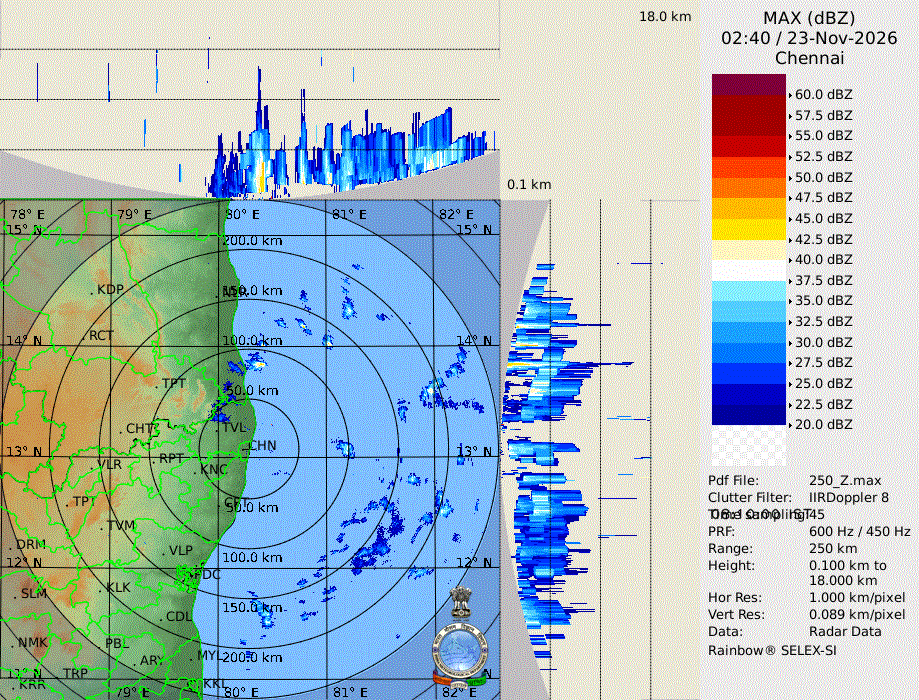 18.0 km
0.1 km
MAX (dBZ)
02:40 / 23-Nov-2026
Chennai
60.0 dBZ
57.5 dBZ
55.0 dBZ
52.5 dBZ
50.0 dBZ
47.5 dBZ
45.0 dBZ
42.5 dBZ
40.0 dBZ
37.5 dBZ
35.0 dBZ
32.5 dBZ
30.0 dBZ
27.5 dBZ
25.0 dBZ
22.5 dBZ
20.0 dBZ
Pdf File: 250_Z.max
Clutter Filter: IIRDoppler 8
Time sampling:45
PRF: 600 Hz / 450 Hz
Range: 250 km
Height: 0.100 km to
18.000 km
Hor Res: 1.000 km/pixel
Vert Res: 0.089 km/pixel
Data: Radar Data
Rainbow® SELEX-SI
78° E 79° E 80° E 81° E 82° E
15° N 15° N
200.0 km
KDP
150.0 km
RCT
14° N 100.0 km 14° N
TPT
50.0 km
CHT TVL
CHN
13° N 13° N
VLR RPT KNC
TPT
50.0 km
TVM
DRM VLP
100.0 km
12° N 12° N
PDC
SLM KLK
150.0 km
CDL
NMK PBL
ARY MYL 200.0 km
TRP
KRR KKL
79° E 80° E 81° E 82° E